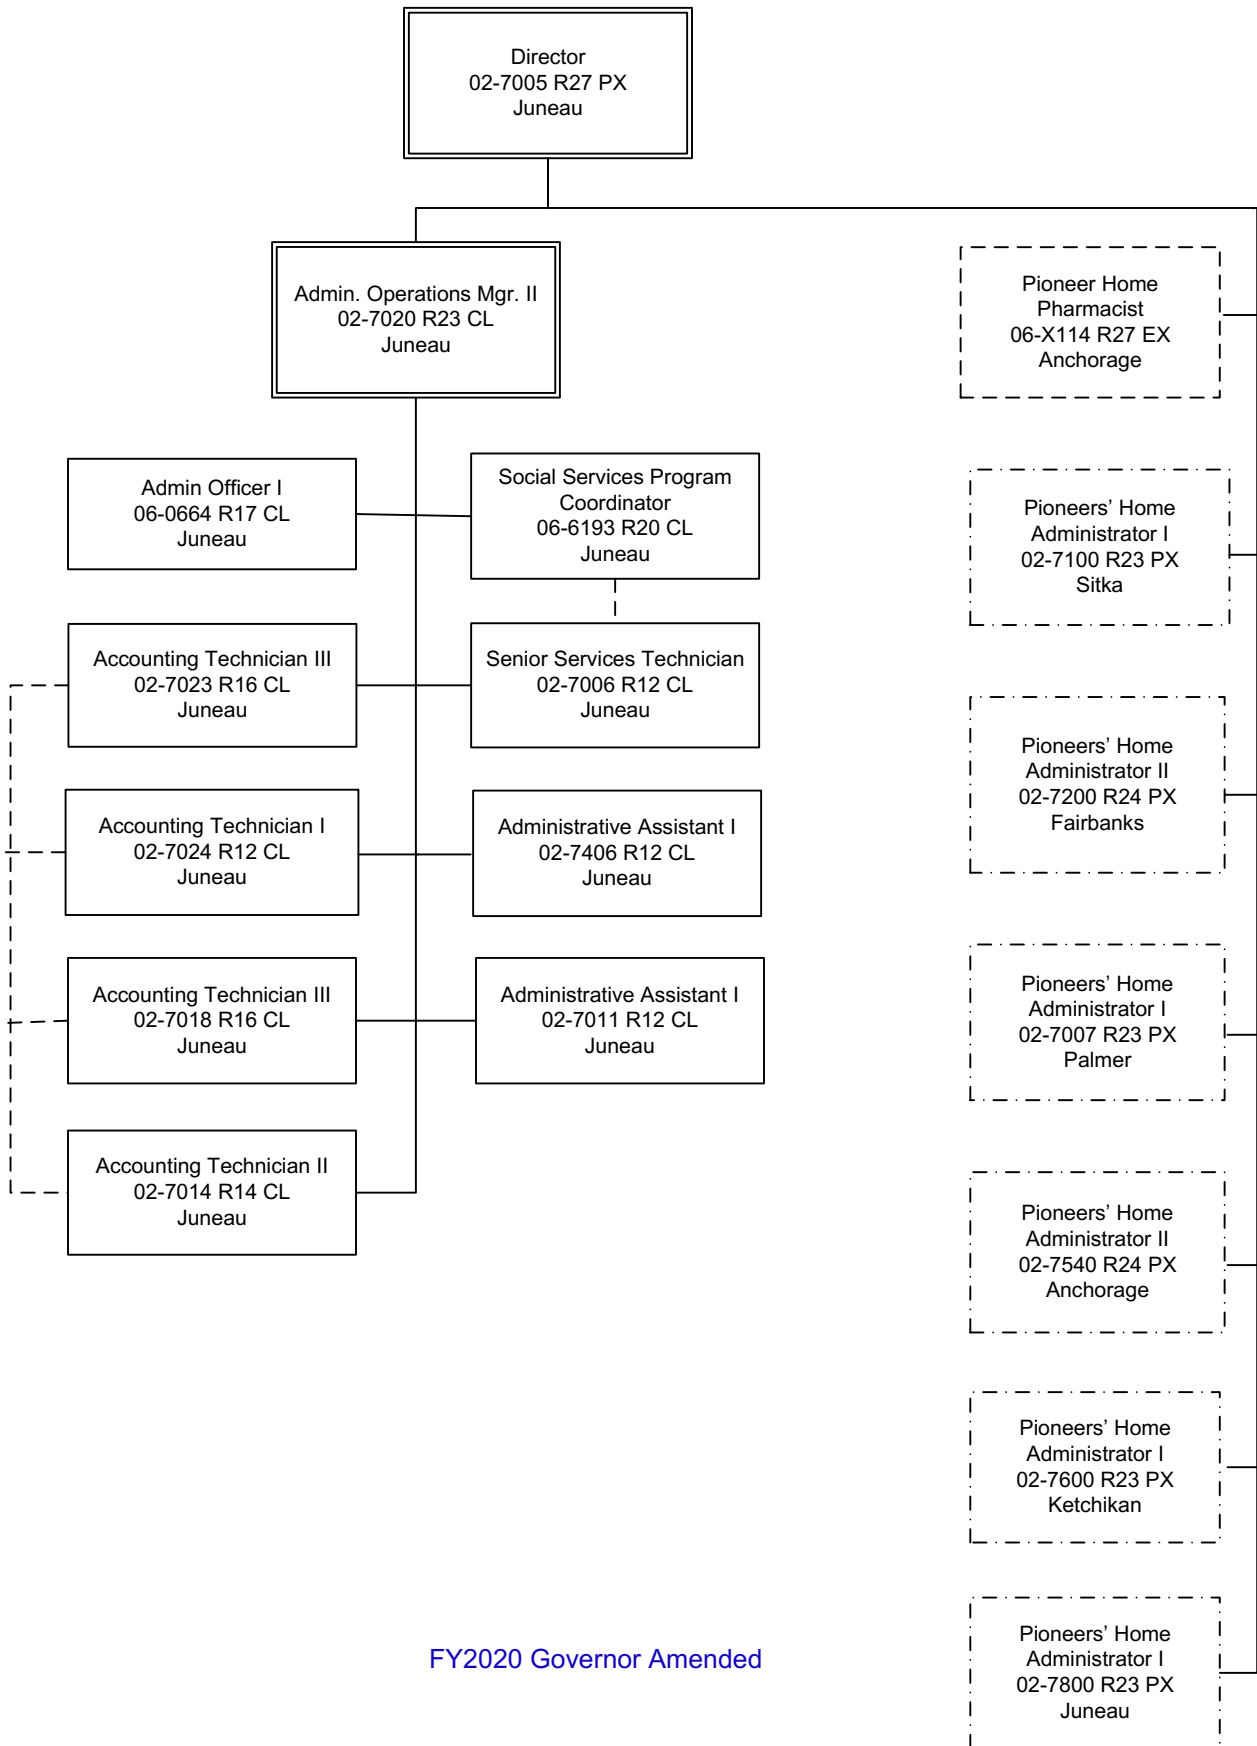 Director
02-7005 R27 PX
Juneau
Admin. Operations Mgr. II
02-7020 R23 CL
Juneau
Admin Officer I
06-0664 R17 CL
Juneau
Social Services Program
Coordinator
06-6193 R20 CL
Juneau
Accounting Technician III
02-7023 R16 CL
Juneau
Senior Services Technician
02-7006 R12 CL
Juneau
Accounting Technician I
02-7024 R12 CL
Juneau
Administrative Assistant I
02-7406 R12 CL
Juneau
Accounting Technician III
02-7018 R16 CL
Juneau
Administrative Assistant I
02-7011 R12 CL
Juneau
Accounting Technician II
02-7014 R14 CL
Juneau
Pioneer Home
Pharmacist
06-X114 R27 EX
Anchorage
Pioneers’ Home
Administrator I
02-7100 R23 PX
Sitka
Pioneers’ Home
Administrator II
02-7200 R24 PX
Fairbanks
Pioneers’ Home
Administrator I
02-7007 R23 PX
Palmer
Pioneers’ Home
Administrator II
02-7540 R24 PX
Anchorage
Pioneers’ Home
Administrator I
02-7600 R23 PX
Ketchikan
Pioneers’ Home
Administrator I
02-7800 R23 PX
Juneau
FY2020 Governor Amended